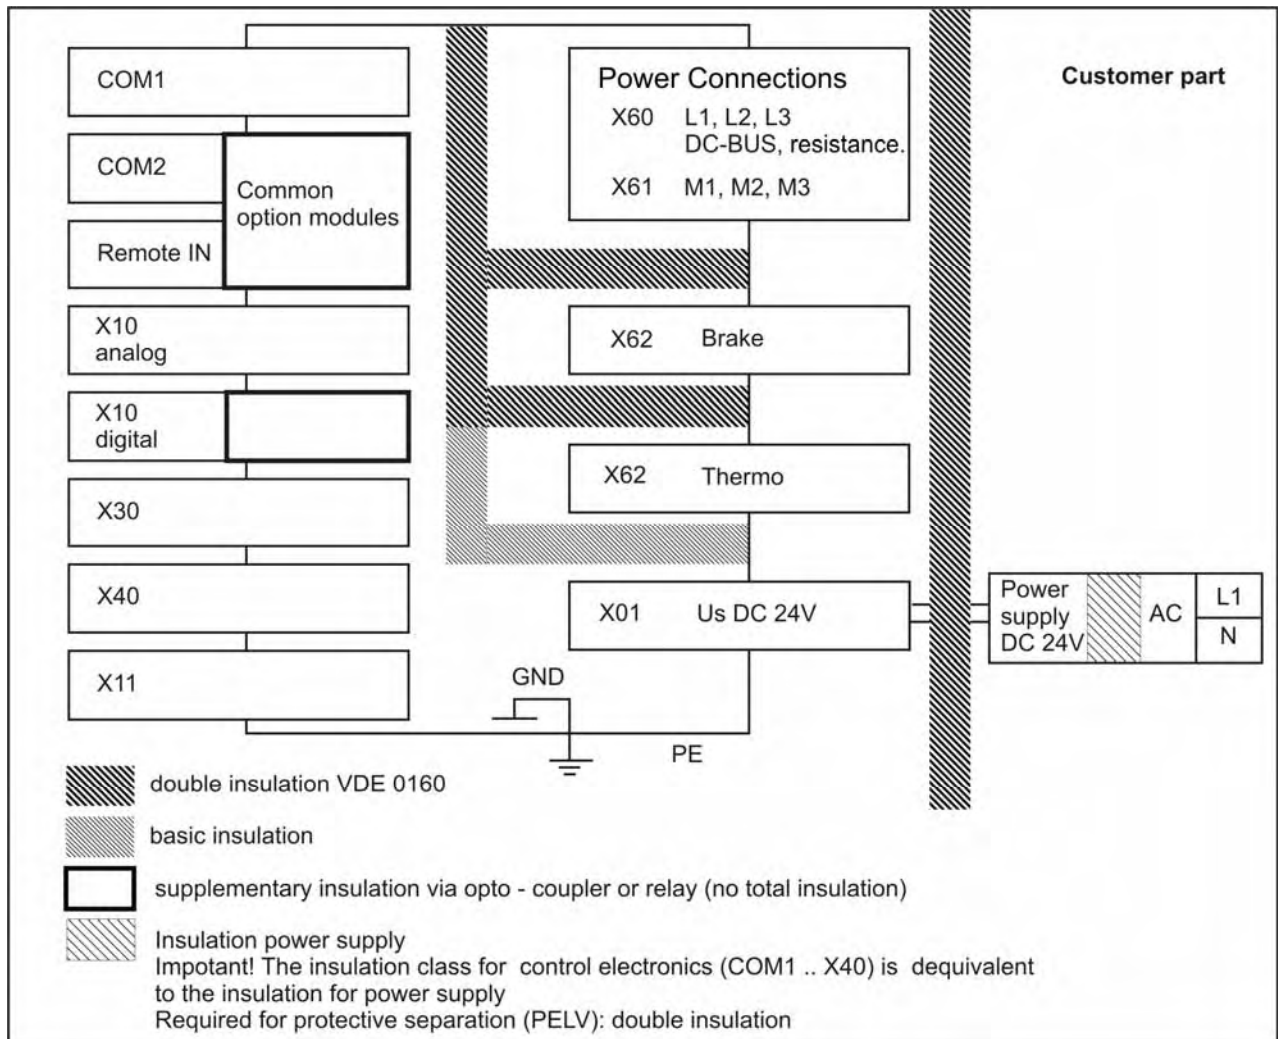 COM1
COM2
Common
option modules
Remote IN
X10
analog
X10
digital
X30
X40
X11
Power Connections
X60 L1, L2, L3
DC-BUS, resistance.
X61 M1, M2, M3
X62 Brake
X62 Thermo
X01 Us DC 24V
GND
PE
Customer part
Power
supply
DC 24V
AC
L1
N
double insulation VDE 0160
basic insulation
supplementary insulation via opto - coupler or relay (no total insulation)
Insulation power supply
Impotant! The insulation class for control electronics (COM1 .. X40) is dequivalent
to the insulation for power supply
Required for protective separation (PELV): double insulation